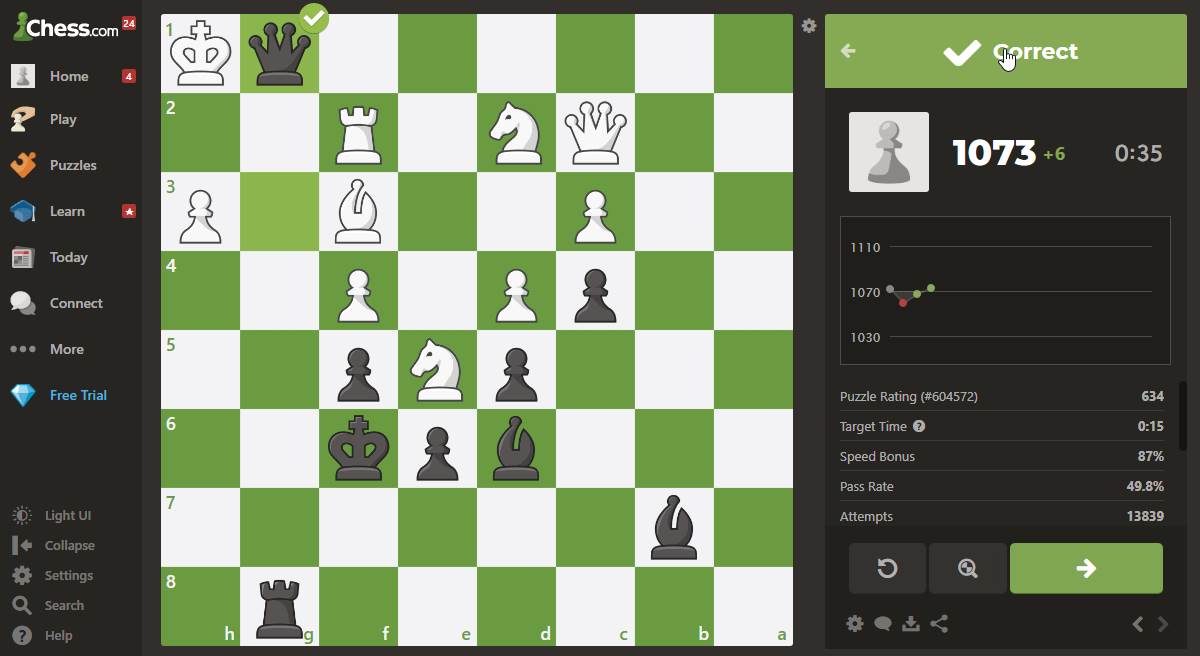 Chess.com 24
Home 4
Play
Puzzles
Learn
Today
Connect
More
Free Trial
Light UI
Collapse
Settings
Search
Help
1
2
3
4
5
6
7
8
h g f e d c b a
Correct
1073 +6 0:35
1110
1070
1030
Puzzle Rating (#604572) 634
Target Time ? 0:15
Speed Bonus 87%
Pass Rate 49.8%
Attempts 13839